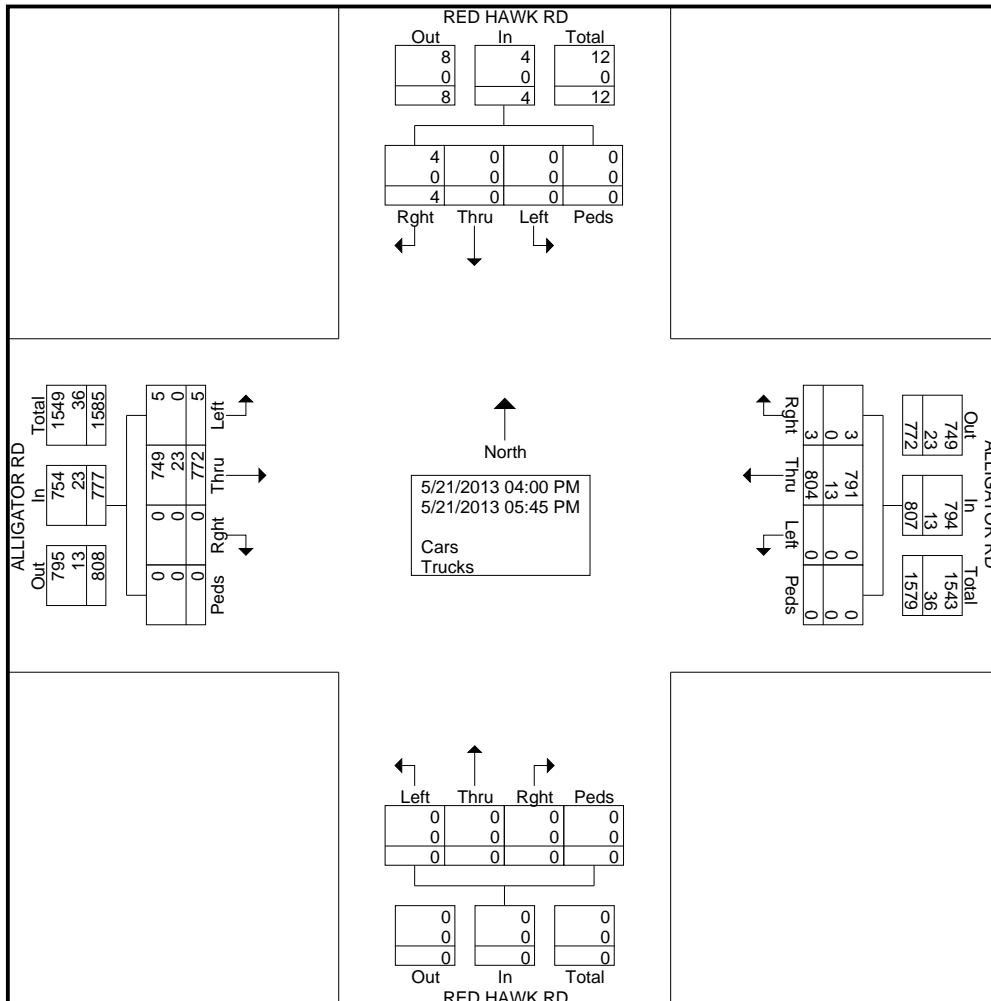 RED HAWK RD
Out In Total
8 4 12
0 0 0
8 4 12
4 0 0 0
0 0 0 0
4 0 0 0
Rght Thru Left Peds
ALLIGATOR RD
Total In Out
1549 754 795
36 23 13
1585 777 808
5 749 0 0
0 23 0 0
5 772 0 0
Left Thru Rght Peds
North
5/21/2013 04:00 PM
5/21/2013 05:45 PM
Cars
Trucks
Rght Thru Left Peds
3 791 0 0
0 13 0 0
3 804 0 0
Out In Total
749 794 1543
23 13 36
772 807 1579
ALLIGATOR RD
Left Thru Rght Peds
0 0 0 0
0 0 0 0
0 0 0 0
0 0 0
0 0 0
0 0 0
Out In Total
RED HAWK RD